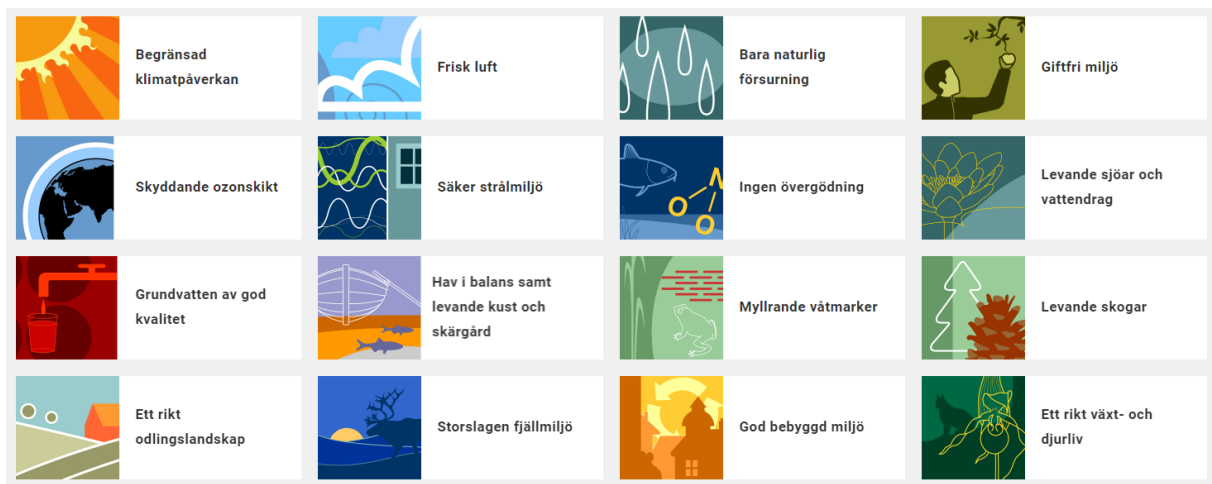 Begränsad
klimatpåverkan
Frisk luft
Bara naturlig
försurning
Giftfri miljö
Skyddande ozonskikt
Säker strålmiljö
N
O
O
Ingen övergödning
Levande sjöar och
vattendrag
Grundvatten av god
kvalitet
Hav i balans samt
levande kust och
skärgård
Myllrande våtmarker
Levande skogar
Ett rikt
odlingslandskap
Storslagen fjällmiljö
God bebyggd miljö
Ett rikt växt- och
djurliv